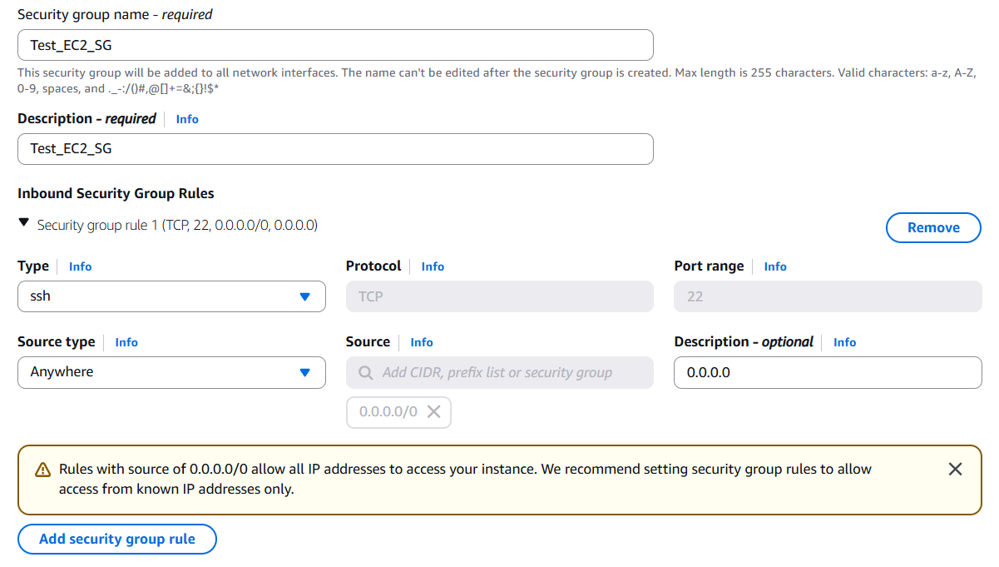 Security group name - required
Test_EC2_SG
This security group will be added to all network interfaces. The name can't be edited after the security group is created. Max length is 255 characters. Valid characters: a-z, A-Z,
0-9, spaces, and ._-:/()#,@[]+=&;{}!$*
Description - required Info
Test_EC2_SG
Inbound Security Group Rules
Security group rule 1 (TCP, 22, 0.0.0.0/0, 0.0.0.0)
Remove
Type Info Protocol Info Port range Info
ssh TCP 22
Source type Info Source Info Description - optional Info
Anywhere Add CIDR, prefix list or security group 0.0.0.0
0.0.0.0/0
Rules with source of 0.0.0.0/0 allow all IP addresses to access your instance. We recommend setting security group rules to allow
access from known IP addresses only.
Add security group rule